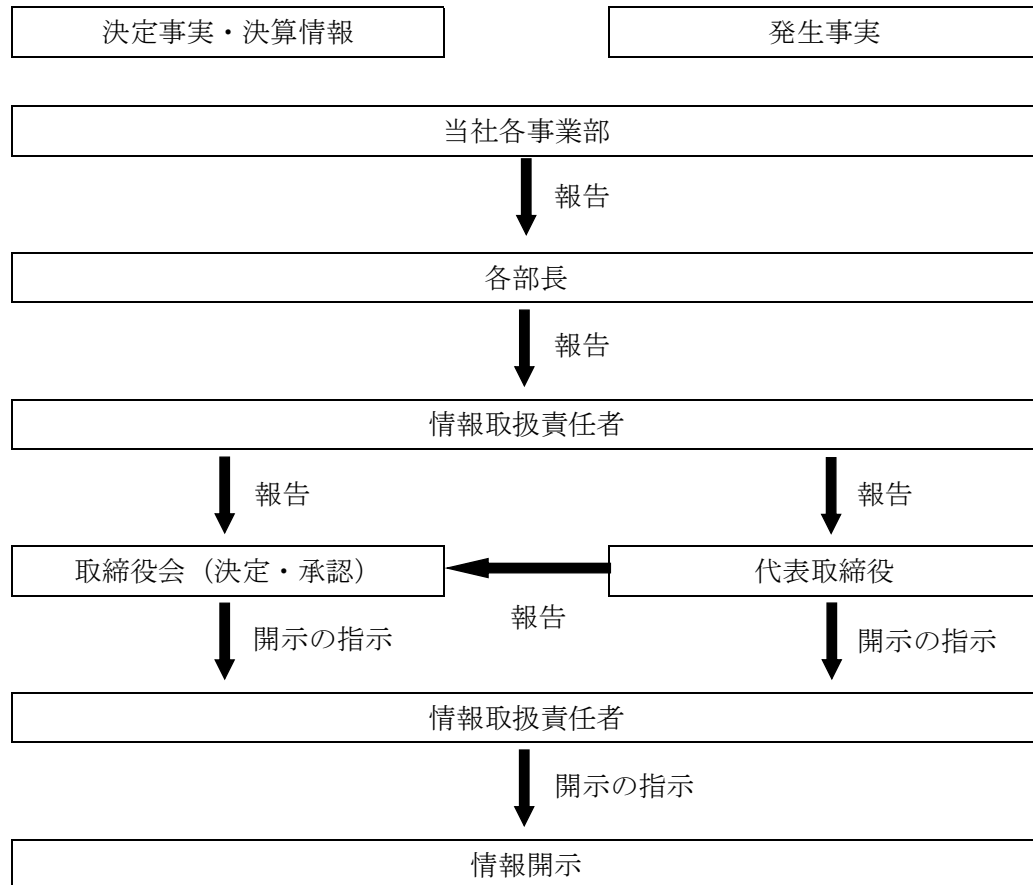 決定事実・決算情報
発生事実
当社各事業部
報告
各部長
報告
情報取扱責任者
報告
報告
取締役会(決定・承認)
代表取締役
報告
開示の指示
開示の指示
情報取扱責任者
開示の指示
情報開示